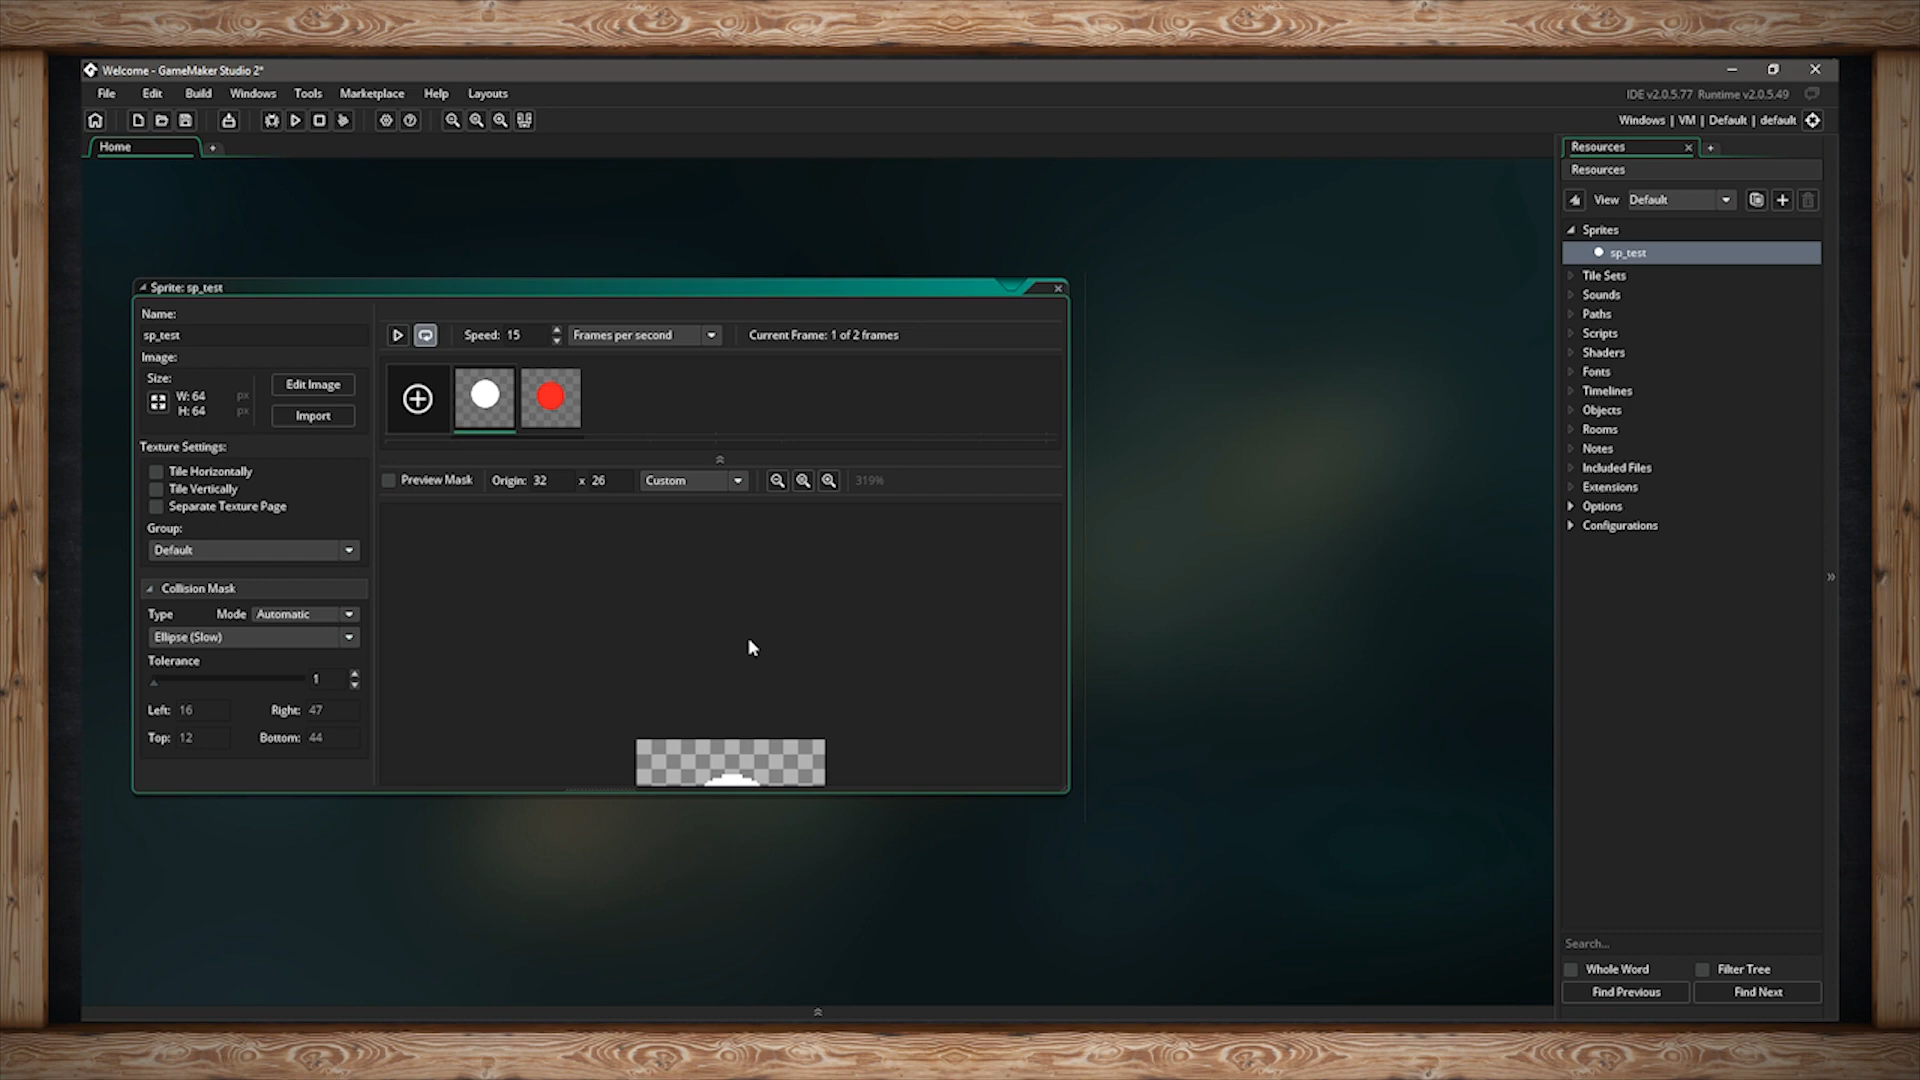 Welcome - GameMaker Studio 2*
File Edit Build Windows Tools Marketplace Help Layouts
IDE v2.0.5.77 Runtime v2.0.5.49
Windows | VM | Default | default
Home
Resources
Resources
View Default
Sprites
sp_test
Tile Sets
Sounds
Paths
Scripts
Shaders
Fonts
Timelines
Objects
Rooms
Notes
Included Files
Extensions
Options
Configurations
Search...
Whole Word Filter Tree
Find Previous Find Next
Sprite: sp_test
Name:
sp_test
Image:
Size:
W: 64 px
H: 64 px
Edit Image
Import
Texture Settings:
Tile Horizontally
Tile Vertically
Separate Texture Page
Group:
Default
Collision Mask
Type Mode Automatic
Ellipse (Slow)
Tolerance
1
Left: 16 Right: 47
Top: 12 Bottom: 44
Speed: 15 Frames per second Current Frame: 1 of 2 frames
Preview Mask Origin: 32 x 26 Custom 319%